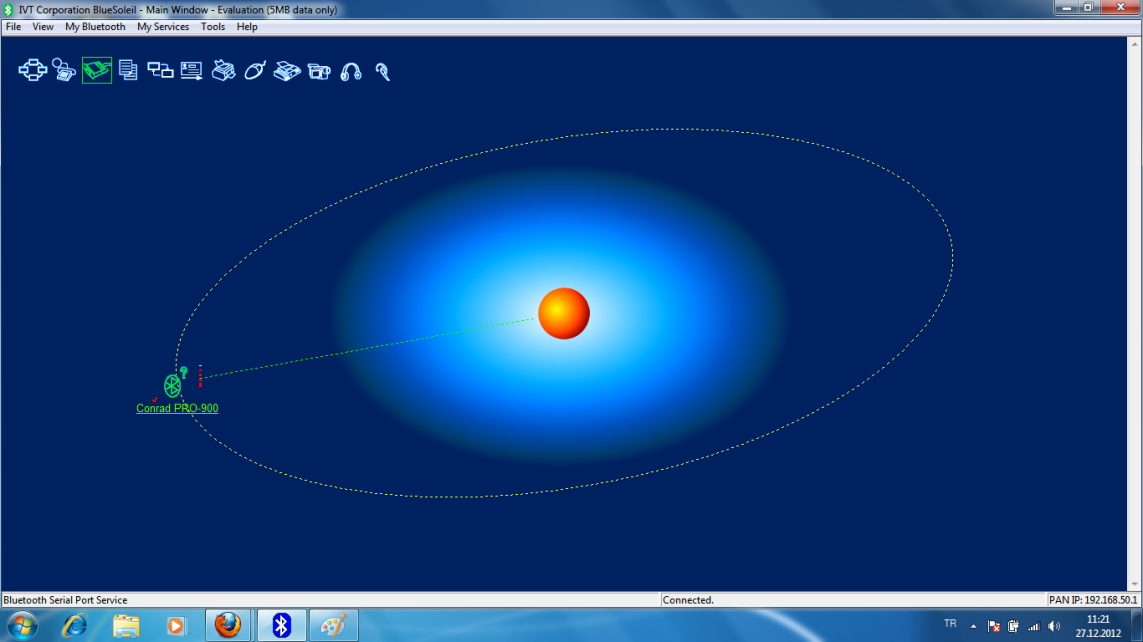 IVT Corporation BlueSoleil - Main Window - Evaluation (5MB data only)
File View My Bluetooth My Services Tools Help
Conrad PRO-900
Bluetooth Serial Port Service Connected. PAN IP: 192.168.50.1
TR 11:21
27.12.2012